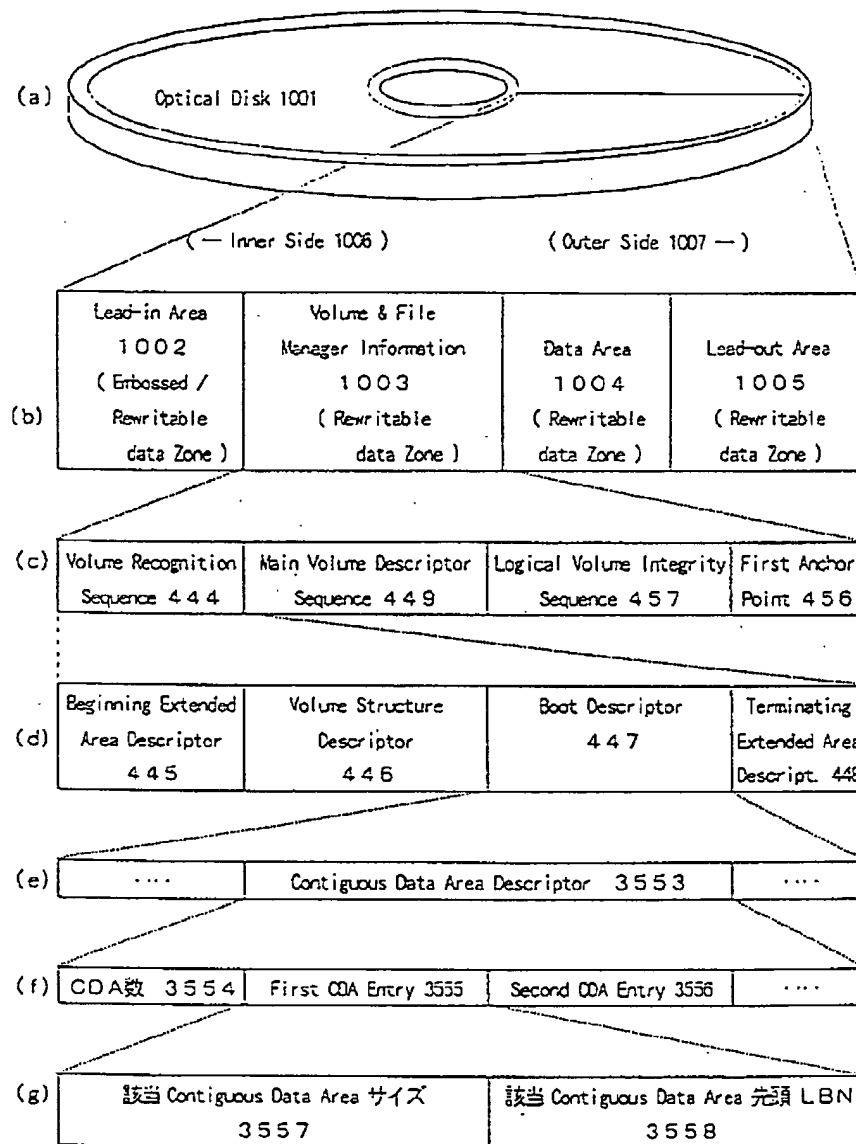 (a)
Optical Disk 1001
(— Inner Side 1006 )
(Outer Side 1007 —)
(b)
Lead-in Area
1002
( Embossed /
Rewritable
data Zone )
Volume & File
Manager Information
1003
( Rewritable
data Zone )
Data Area
1004
( Rewritable
data Zone )
Lead-out Area
1005
( Rewritable
data Zone )
(c)
Volume Recognition
Sequence 444
Main Volume Descriptor
Sequence 449
Logical Volume Integrity
Sequence 457
First Anchor
Point 456
(d)
Beginning Extended
Area Descriptor
445
Volume Structure
Descriptor
446
Boot Descriptor
447
Terminating
Extended Area
Descript. 448
(e)
....
Contiguous Data Area Descriptor 3553
....
(f)
CDA数 3554
First CDA Entry 3555
Second CDA Entry 3556
....
(g)
該当 Contiguous Data Area サイズ
3557
該当 Contiguous Data Area 先頭 LBN
3558